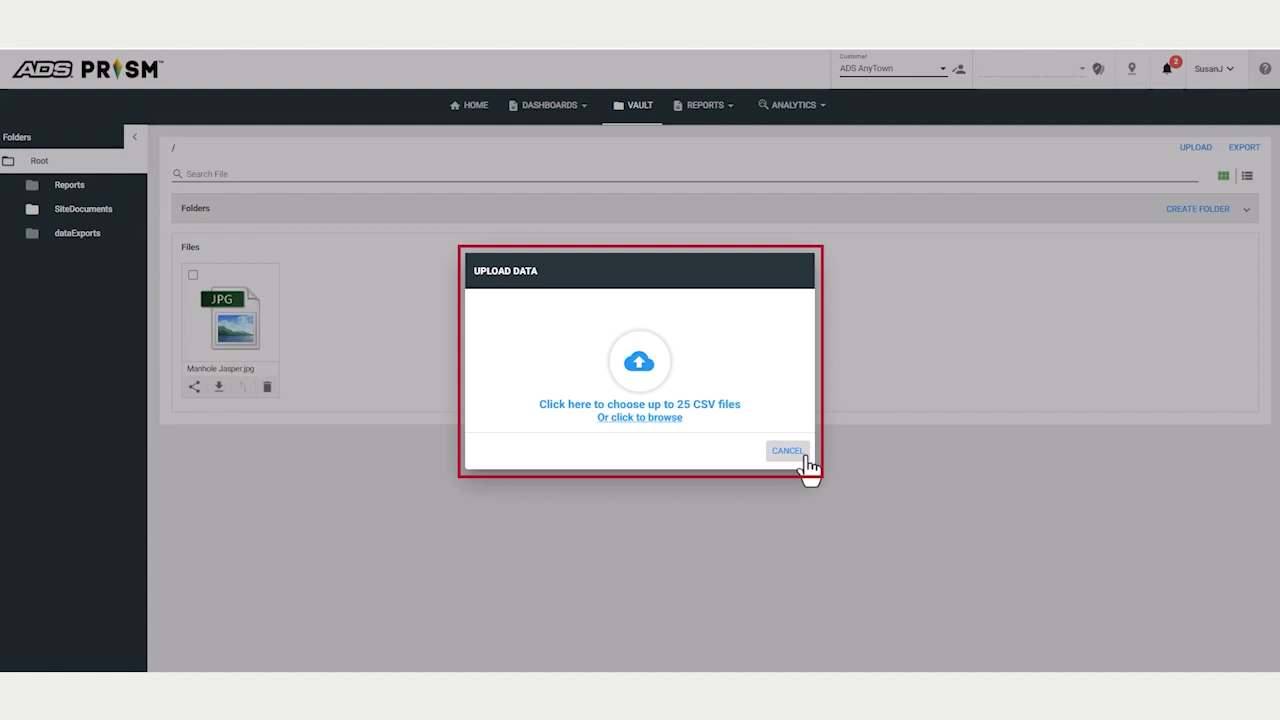 ADS PRISM™
Customer
ADS AnyTown
2
SusanJ
?
HOME
DASHBOARDS
VAULT
REPORTS
ANALYTICS
Folders
Root
Reports
SiteDocuments
dataExports
/
UPLOAD
EXPORT
Search File
Folders
CREATE FOLDER
Files
JPG
Manhole Jasper.jpg
UPLOAD DATA
Click here to choose up to 25 CSV files
Or click to browse
CANCEL